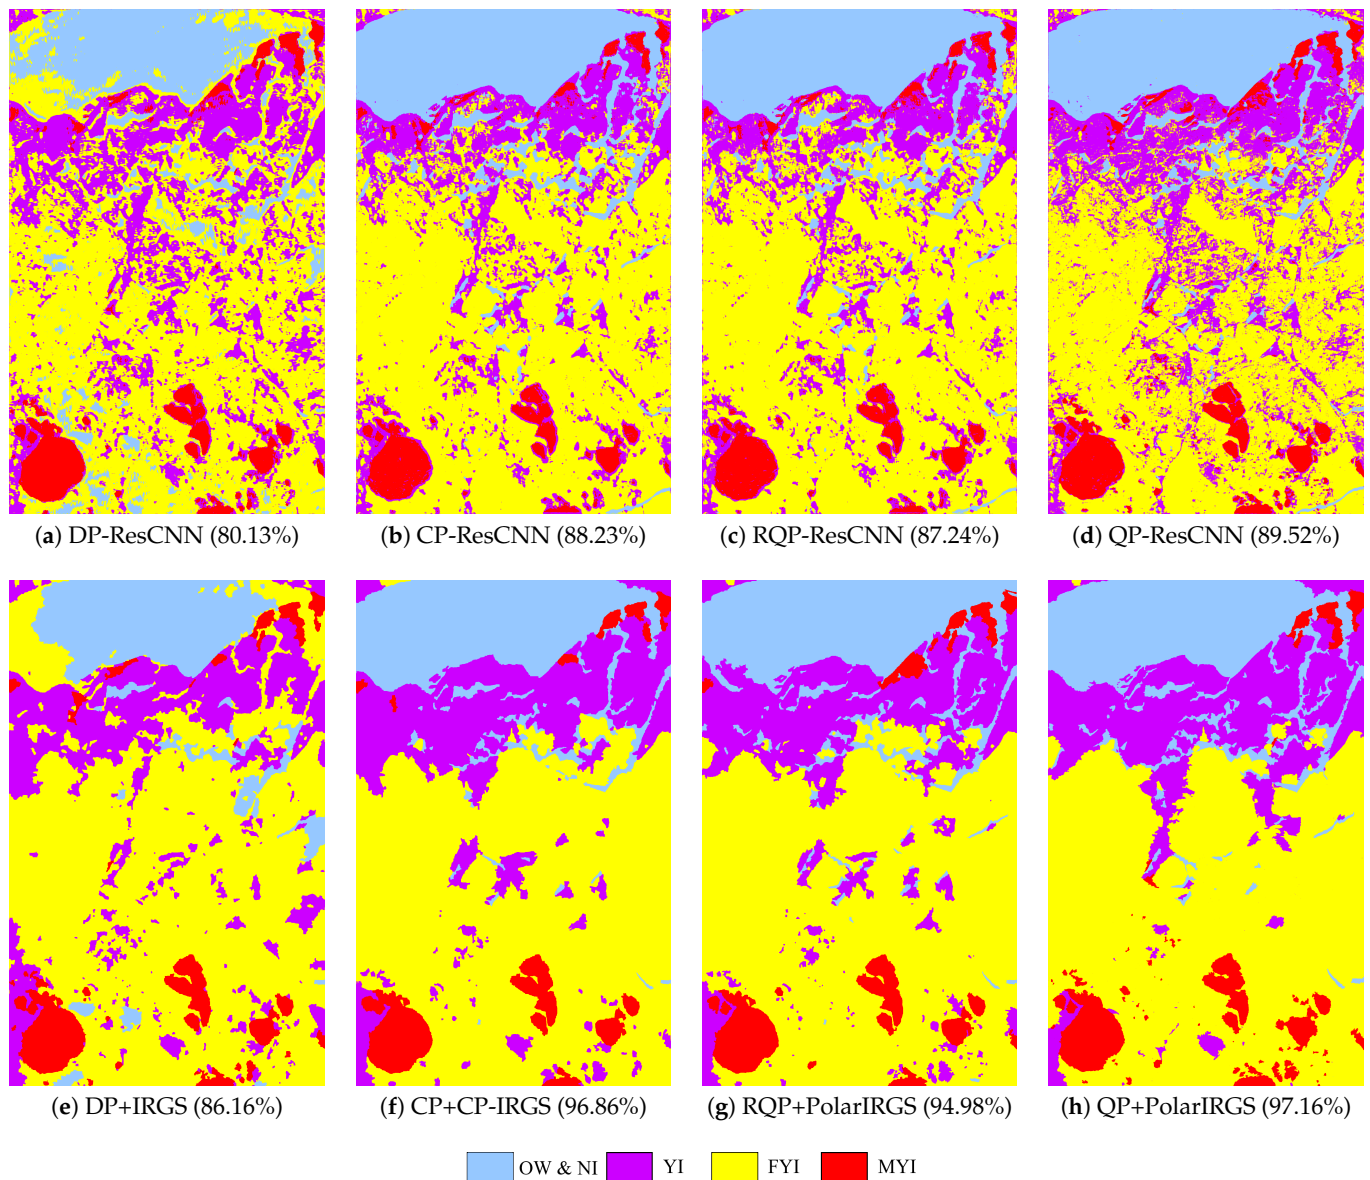 (a) DP-ResCNN (80.13%)
(b) CP-ResCNN (88.23%)
(c) RQP-ResCNN (87.24%)
(d) QP-ResCNN (89.52%)
(e) DP+IRGS (86.16%)
(f) CP+CP-IRGS (96.86%)
(g) RQP+PolarIRGS (94.98%)
(h) QP+PolarIRGS (97.16%)
OW & NI YI FYI MYI